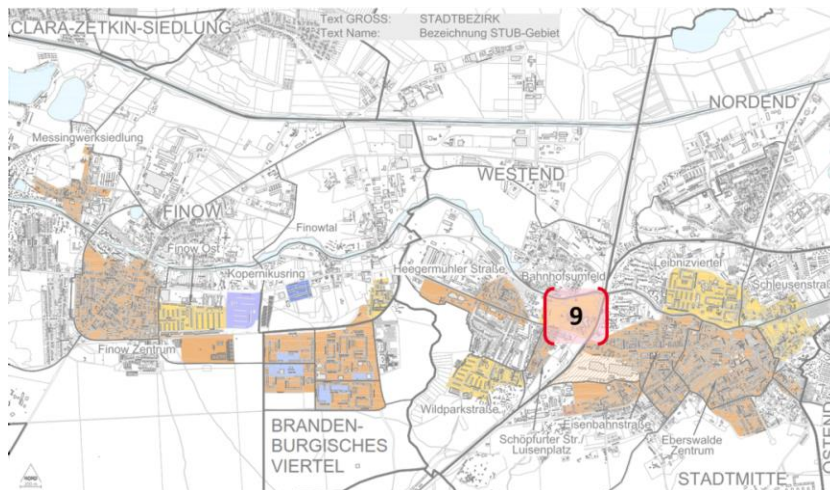 Text GROSS: STADTBEZIRK
Text Name: Bezeichnung STUB-Gebiet
CLARA-ZETKIN-SIEDLUNG
NORDEND
Messingwerksiedlung
WESTEND
FINOW
Finowtal
Finow Ost
Kopernikusring
Heegermühler Straße
Bahnhofsumfeld
Leibnizviertel
Schleusenstraße
9
Finow Zentrum
Wildparkstraße
Schöpfurter Str./
Luisenplatz
Eisenbahnstraße
Eberswalde
Zentrum
BRANDEN-
BURGISCHES
VIERTEL
STADTMITTE
OSTEND